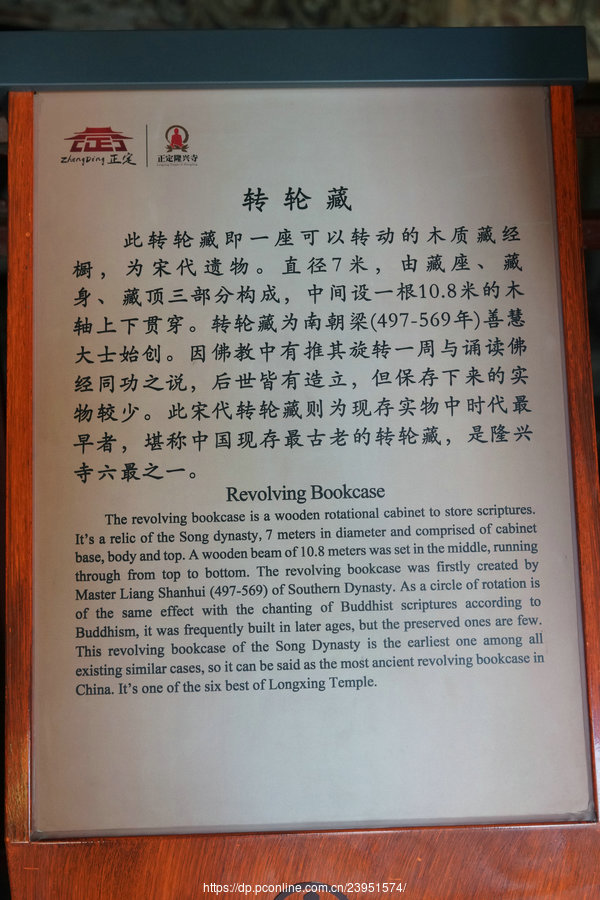 ZhengDing 正定
正定隆兴寺
转轮藏
此转轮藏即一座可以转动的木质藏经
橱，为宋代遗物。直径7米，由藏座、藏
身、藏顶三部分构成，中间设一根10.8米的木
轴上下贯穿。转轮藏为南朝梁(497-569年)善慧
大士始创。因佛教中有推其旋转一周与诵读佛
经同功之说，后世皆有造立，但保存下来的实
物较少。此宋代转轮藏则为现存实物中时代最
早者，堪称中国现存最古老的转轮藏，是隆兴
寺六最之一。
Revolving Bookcase
The revolving bookcase is a wooden rotational cabinet to store scriptures.
It's a relic of the Song dynasty, 7 meters in diameter and comprised of cabinet
base, body and top. A wooden beam of 10.8 meters was set in the middle, running
through from top to bottom. The revolving bookcase was firstly created by
Master Liang Shanhui (497-569) of Southern Dynasty. As a circle of rotation is
of the same effect with the chanting of Buddhist scriptures according to
Buddhism, it was frequently built in later ages, but the preserved ones are few.
This revolving bookcase of the Song Dynasty is the earliest one among all
existing similar cases, so it can be said as the most ancient revolving bookcase in
China. It's one of the six best of Longxing Temple.
https://dp.pconline.com.cn/23951574/